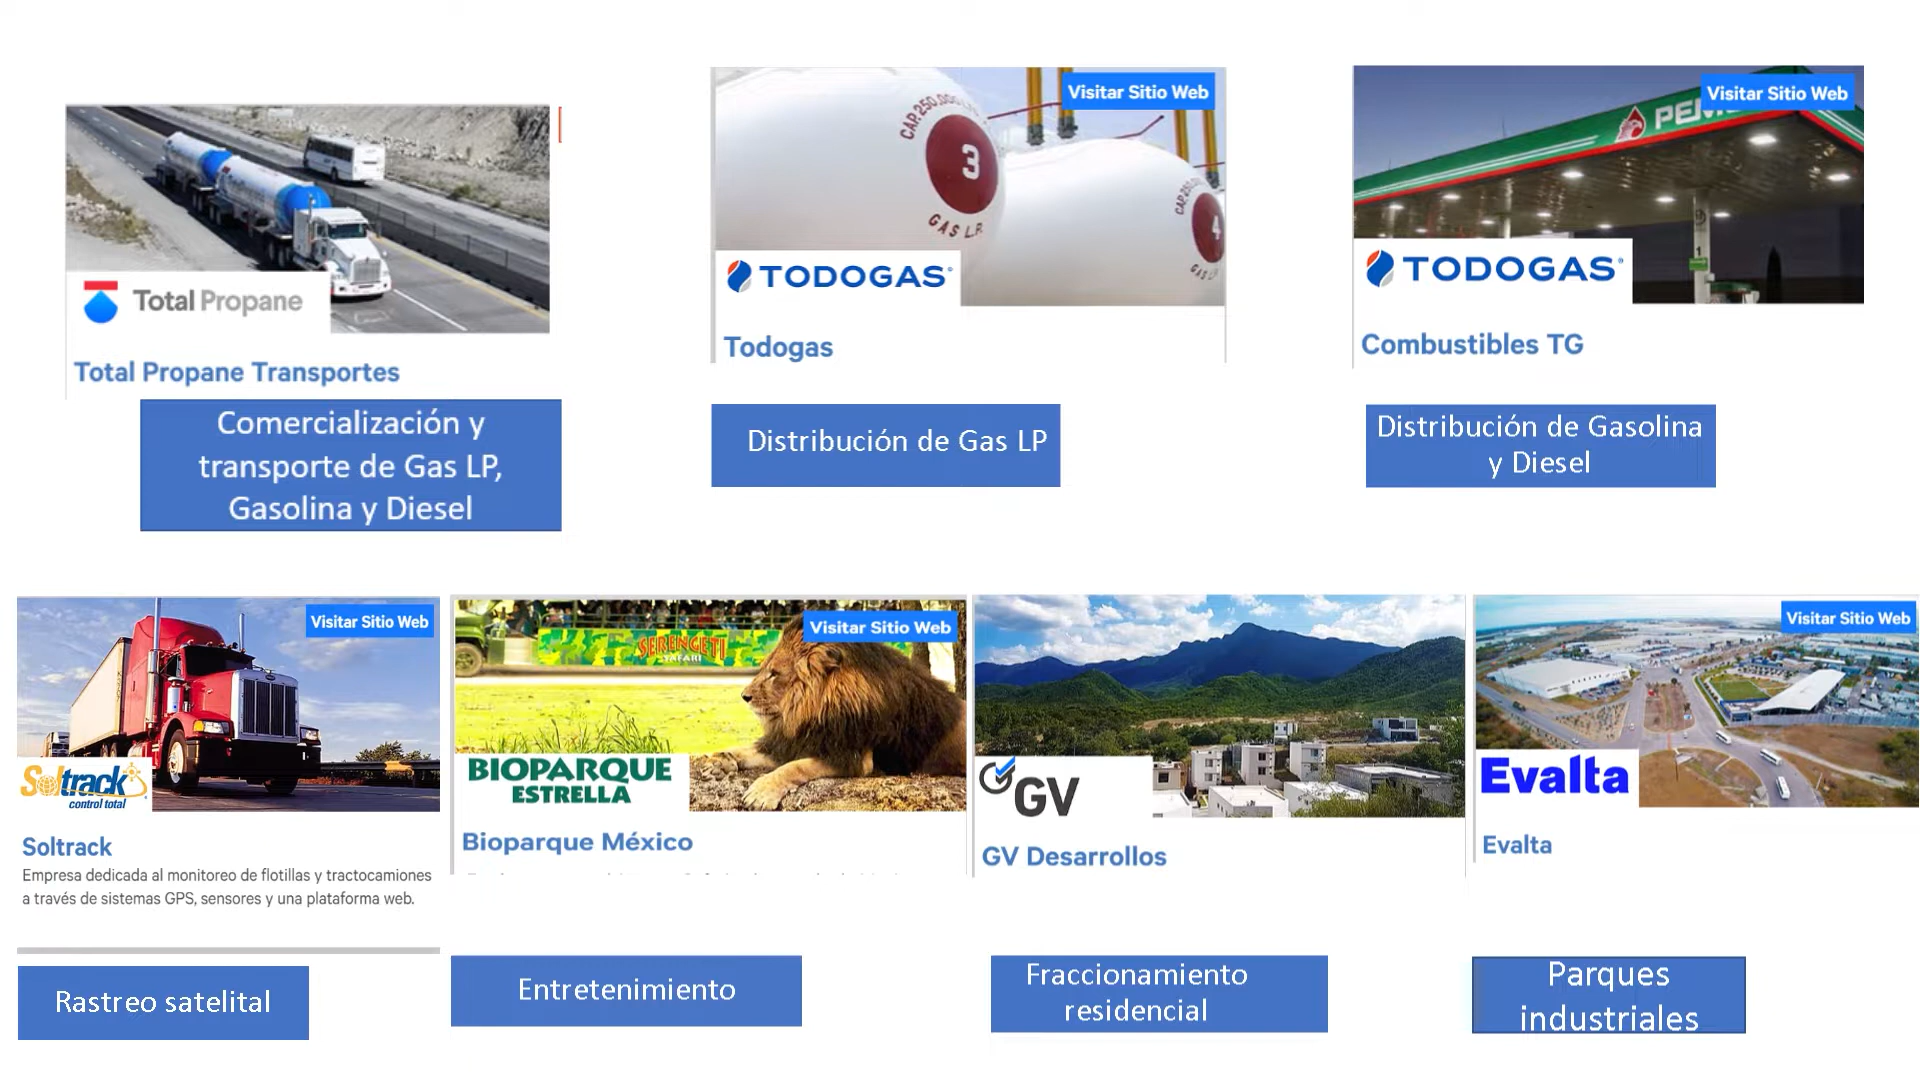 Total Propane
Total Propane Transportes
Comercialización y
transporte de Gas LP,
Gasolina y Diesel
Visitar Sitio Web
3
GAS L.P.
4
TODOGAS
Todogas
Distribución de Gas LP
Visitar Sitio Web
1
TODOGAS
Combustibles TG
Distribución de Gasolina
y Diesel
Visitar Sitio Web
Soltrack
control total
Soltrack
Empresa dedicada al monitoreo de flotillas y tractocamiones
a través de sistemas GPS, sensores y una plataforma web.
Rastreo satelital
Visitar Sitio Web
SERENGETI
SAFARI
BIOPARQUE
ESTRELLA
Bioparque México
Entretenimiento
GV
GV Desarrollos
Fraccionamiento
residencial
Visitar Sitio Web
Evalta
Evalta
Parques
industriales